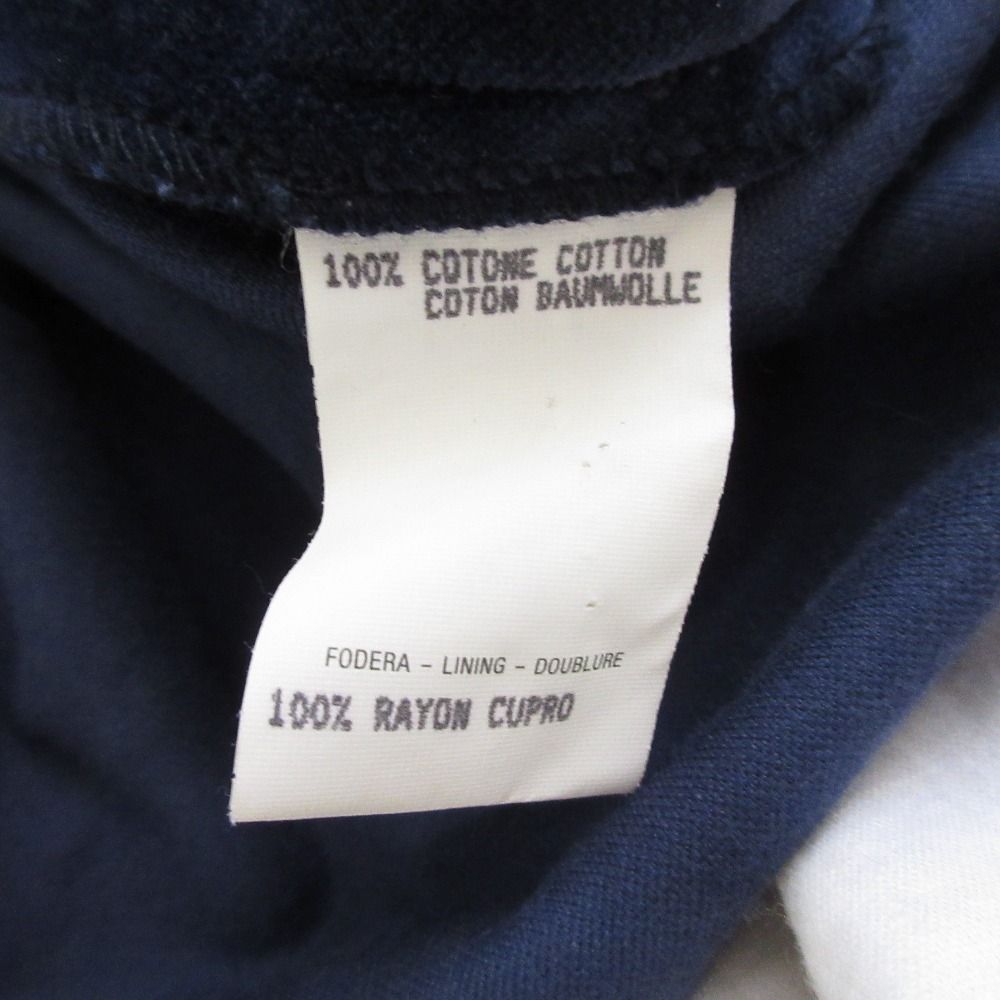 100% COTONE COTTON
COTON BAUMWOLLE
FODERA - LINING - DOUBLURE
100% RAYON CUPRO